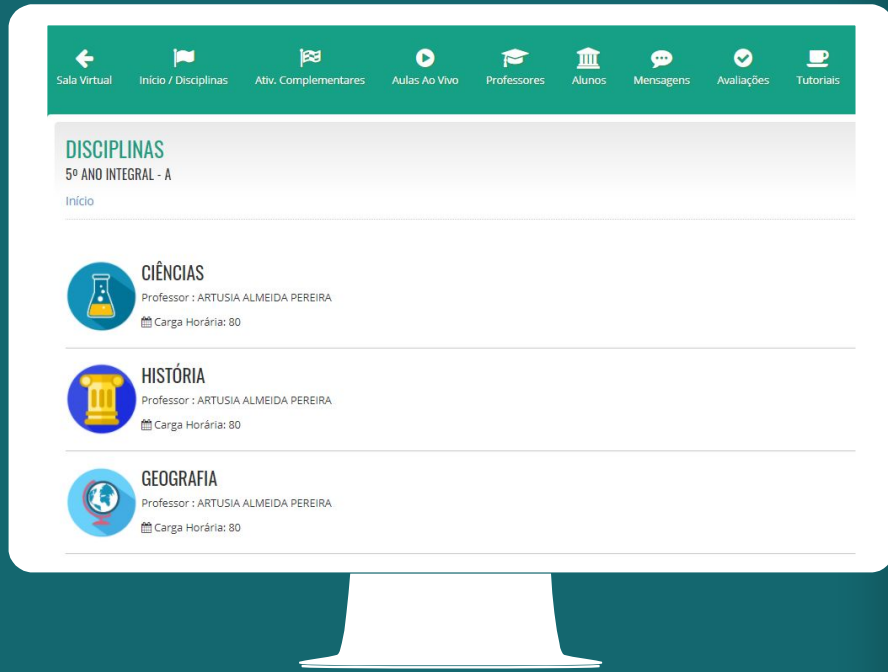 Sala Virtual Início / Disciplinas Ativ. Complementares Aulas Ao Vivo Professores Alunos Mensagens Avaliações Tutoriais
DISCIPLINAS
5º ANO INTEGRAL - A
Início
CIÊNCIAS
Professor : ARTUSIA ALMEIDA PEREIRA
Carga Horária: 80
HISTÓRIA
Professor : ARTUSIA ALMEIDA PEREIRA
Carga Horária: 80
GEOGRAFIA
Professor : ARTUSIA ALMEIDA PEREIRA
Carga Horária: 80